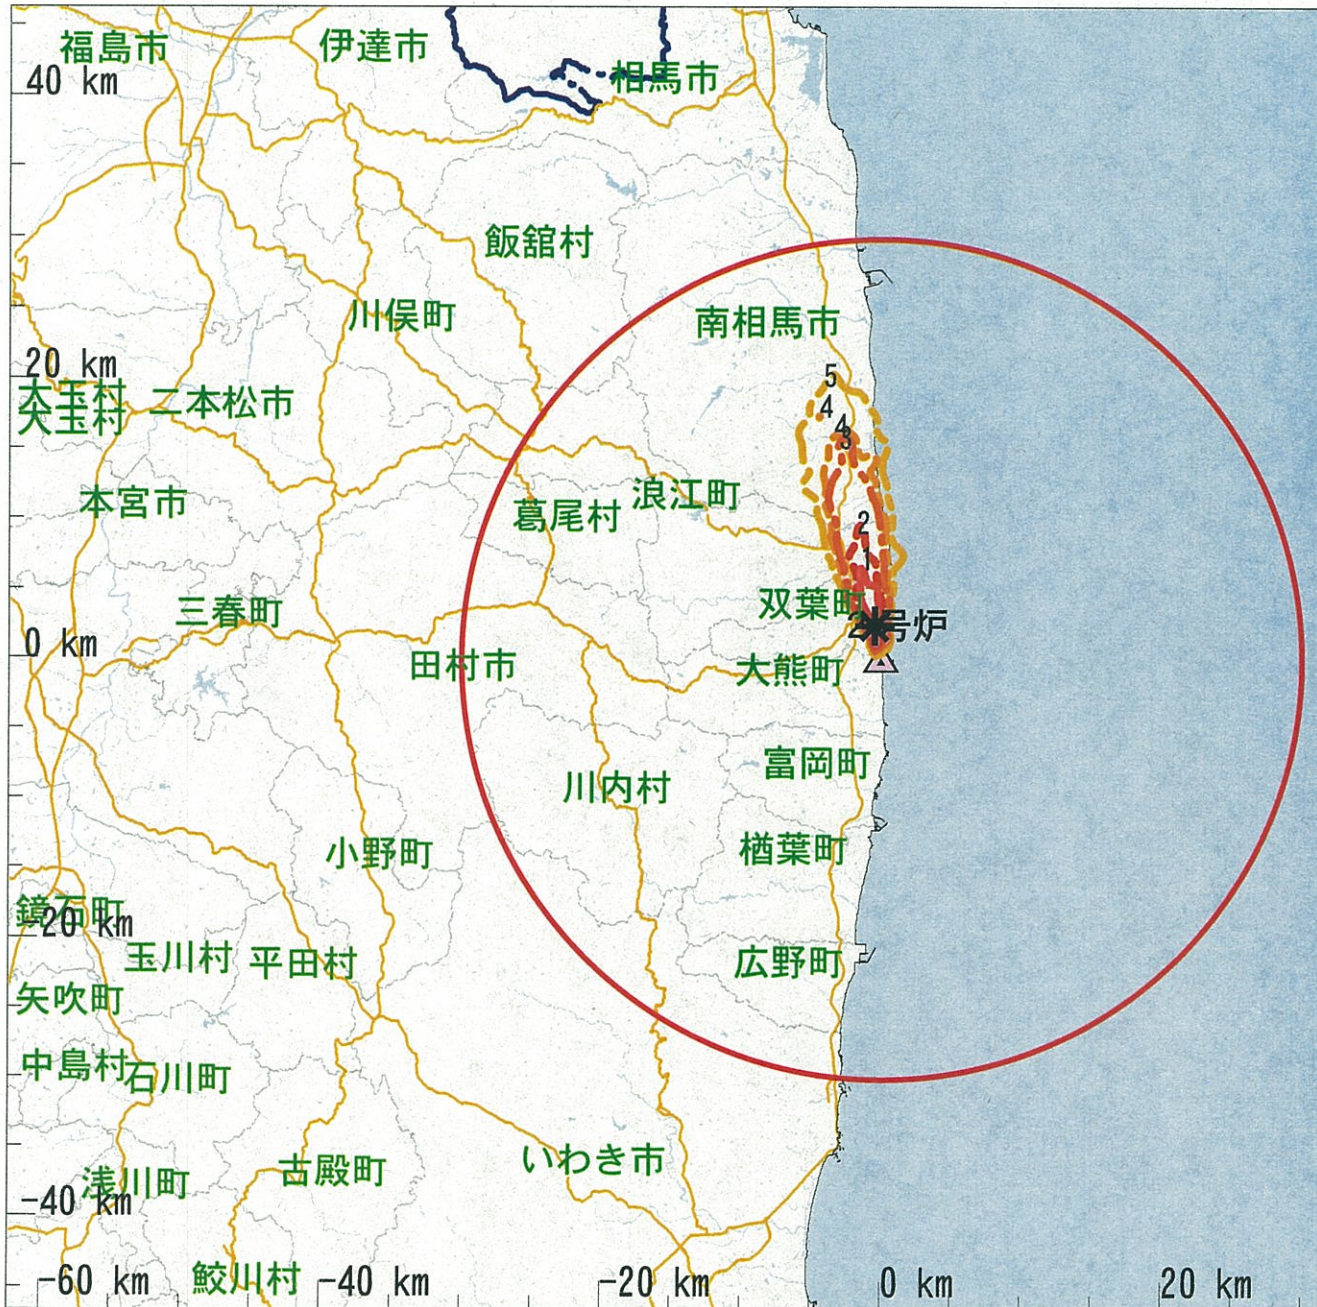 福島市
伊達市
相馬市
40 km
飯舘村
川俣町
南相馬市
20 km
5
大玉村
大玉村
二本松市
4
4
3
本宮市
葛尾村
浪江町
2
1
三春町
双葉町
2号炉
0 km
田村市
大熊町
富岡町
川内村
小野町
楢葉町
鏡石町
-20 km
玉川村
平田村
広野町
矢吹町
中島村
石川町
いわき市
古殿町
浅川町
-40 km
鮫川村
-60 km
-40 km
-20 km
0 km
20 km